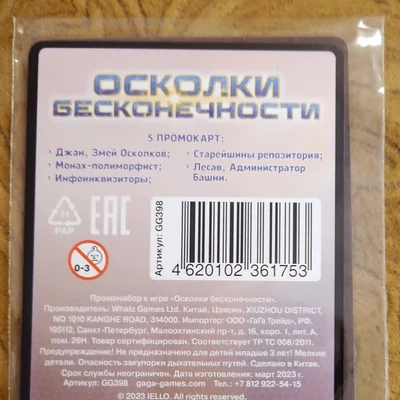 ОСКОЛКИ
БЕСКОНЕЧНОСТИ
5 ПРОМОКАРТ:
• Джан, Змей Осколков;
• Монах-полиморфист;
• Инфоинквизиторы;
• Старейшины репозитория;
• Лесав, Администратор
Башни.
21
PAP
EAC
0-3
Артикул: GG398
4 620102 361753
Промонабор к игре «Осколки бесконечности».
Производитель: Whatz Games Ltd. Китай, Цзясин, XIUZHOU DISTRICT,
NO 1010 KANGHE ROAD, 314000. Импортер: ООО «ГаГа Трейд», РФ,
195112, Санкт-Петербург, Малоохтинский пр-т, д. 16, корп. 1, лит. а,
пом. 26Н. Товар сертифицирован. Соответствует ТР ТС 008/2011.
Предупреждение! Не предназначено для детей младше 3 лет! Мелкие
детали. Опасность закупорки дыхательных путей. Сделано в Китае.
Срок службы неограничен. Дата изготовления: март 2023 г.
Артикул: GG398 gaga-games.com Тел.: +7 812 922-54-15
© 2023 IELLO. All rights reserved.